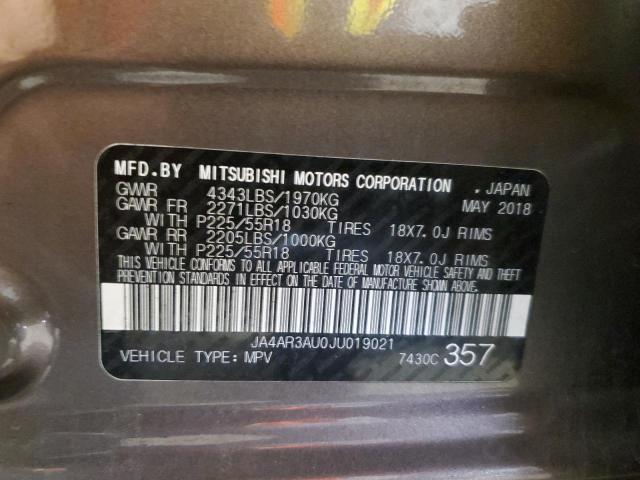 MFD.BY MITSUBISHI MOTORS CORPORATION . JAPAN
GVWR 4343LBS/1970KG MAY 2018
GAWR FR 2271LBS/1030KG
WITH P225/55R18 TIRES 18X7.0J RIMS
GAWR RR 2205LBS/1000KG
WITH P225/55R18 TIRES 18X7.0J RIMS
THIS VEHICLE CONFORMS TO ALL APPLICABLE FEDERAL MOTOR VEHICLE SAFETY AND THEFT
PREVENTION STANDARDS IN EFFECT ON THE DATE OF MANUFACTURE SHOWN ABOVE.
JA4AR3AU0JU019021
VEHICLE TYPE: MPV 7430C 357